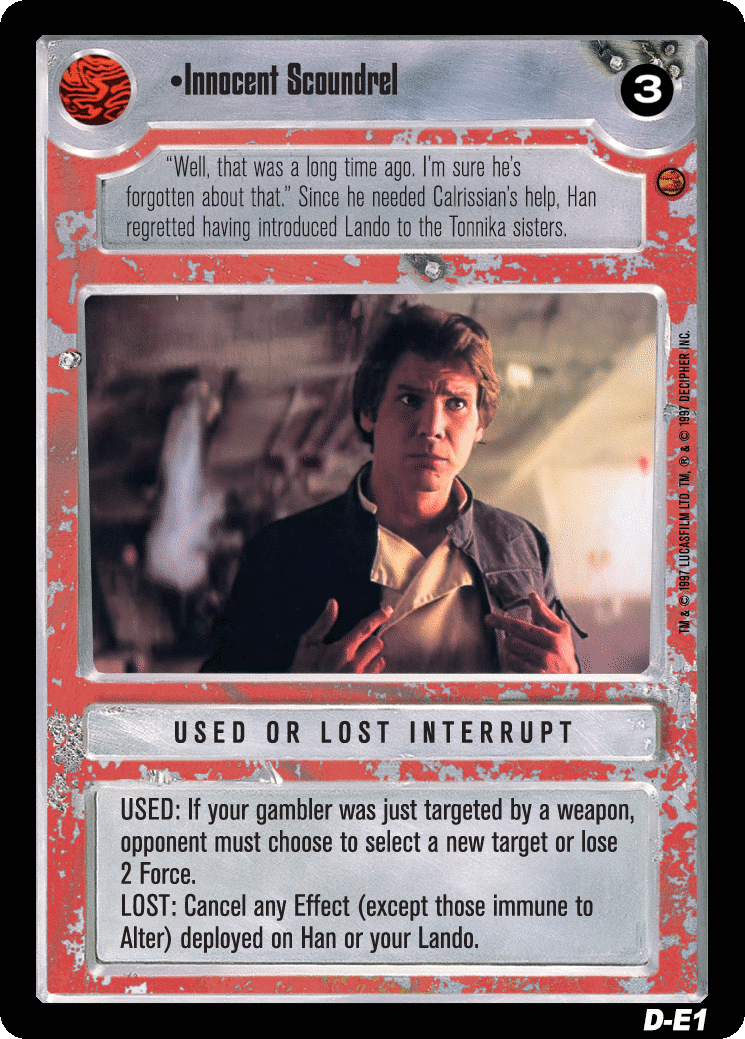 •Innocent Scoundrel
3
“Well, that was a long time ago. I'm sure he's
forgotten about that.” Since he needed Calrissian's help, Han
regretted having introduced Lando to the Tonnika sisters.
TM & © 1997 LUCASFILM LTD. TM, ® & © 1997 DECIPHER INC.
USED OR LOST INTERRUPT
USED: If your gambler was just targeted by a weapon,
opponent must choose to select a new target or lose
2 Force.
LOST: Cancel any Effect (except those immune to
Alter) deployed on Han or your Lando.
D-E1